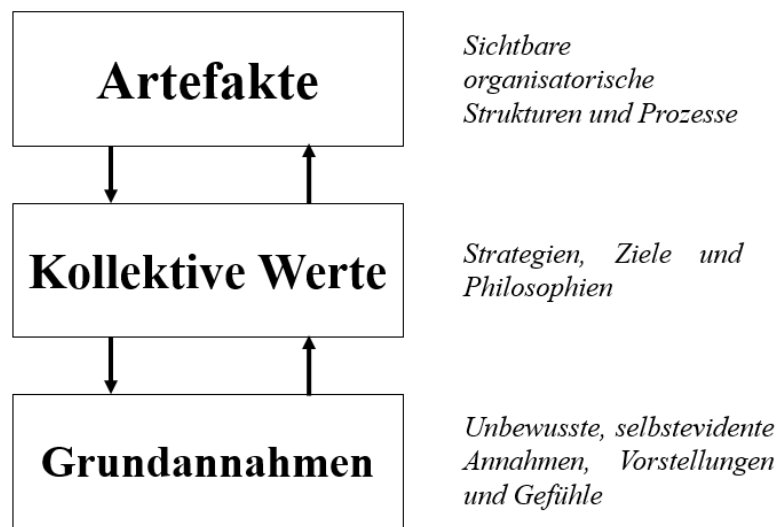 Artefakte
Sichtbare
organisatorische
Strukturen und Prozesse
Kollektive Werte
Strategien, Ziele und
Philosophien
Grundannahmen
Unbewusste, selbstevidente
Annahmen, Vorstellungen
und Gefühle